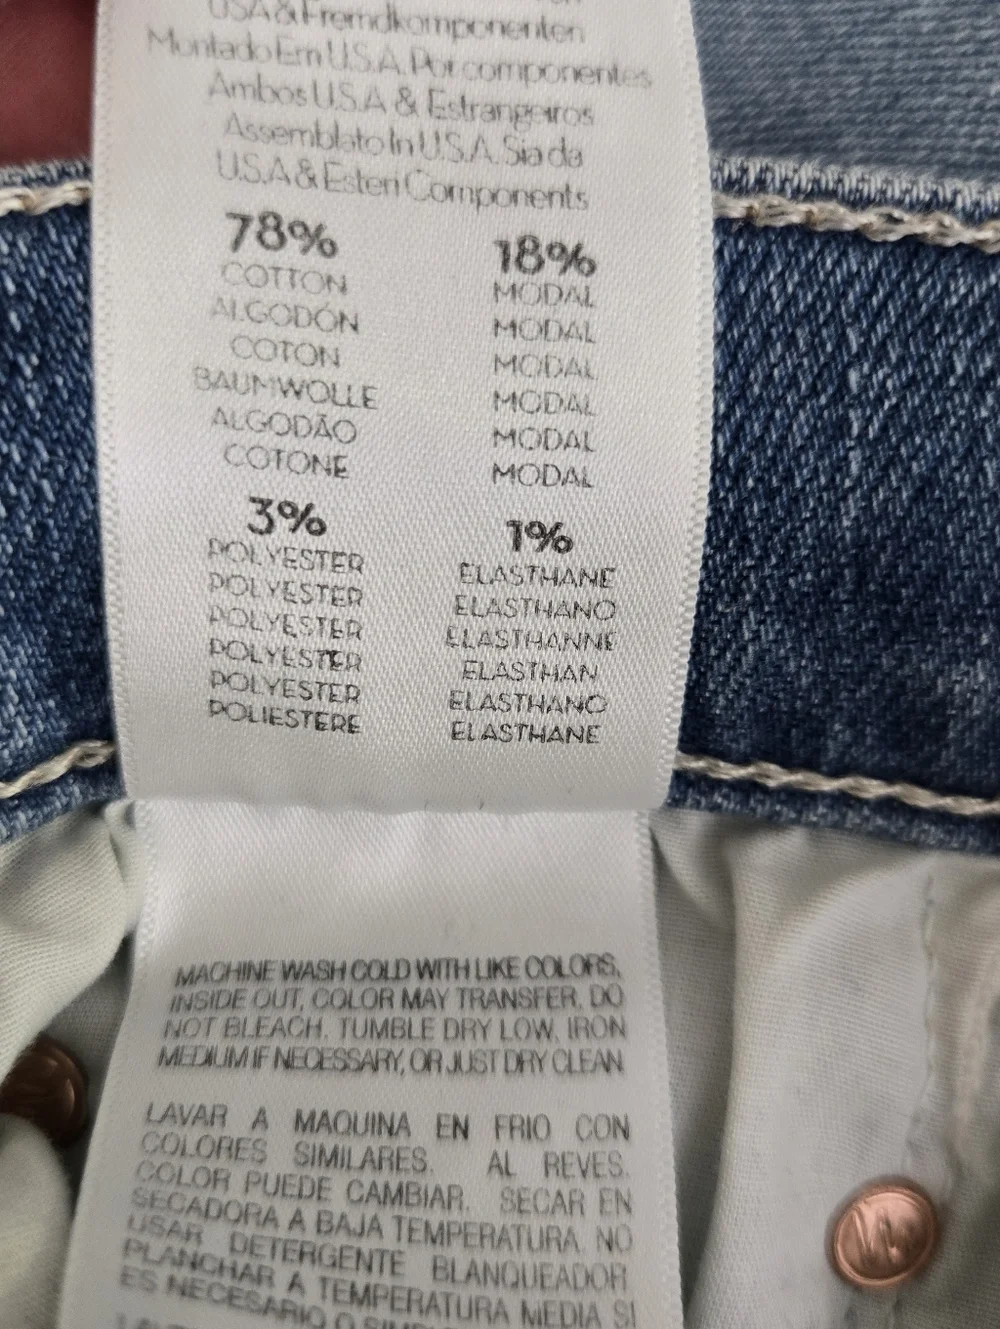 USA & Fremdkomponenten
Montado Em U.S.A. Por componentes
Ambos U.S.A & Estrangeiros
Assemblato In U.S.A. Sia da
U.S.A & Esteri Components
78% 18%
COTTON MODAL
ALGODÓN MODAL
COTON MODAL
BAUMWOLLE MODAL
ALGODÃO MODAL
COTONE MODAL
3% 1%
POLYESTER ELASTHANE
POLYESTER ELASTHANO
POLYESTER ELASTHANNE
POLYESTER ELASTHAN
POLYESTER ELASTHANO
POLIESTERE ELASTHANE
MACHINE WASH COLD WITH LIKE COLORS,
INSIDE OUT, COLOR MAY TRANSFER. DO
NOT BLEACH. TUMBLE DRY LOW. IRON
MEDIUM IF NECESSARY, OR JUST DRY CLEAN
LAVAR A MAQUINA EN FRIO CON
COLORES SIMILARES. AL REVES.
COLOR PUEDE CAMBIAR. SECAR EN
SECADORA A BAJA TEMPERATURA. NO
USAR DETERGENTE BLANQUEADOR
PLANCHAR A TEMPERATURA MEDIA SI
ES NECESARIO O